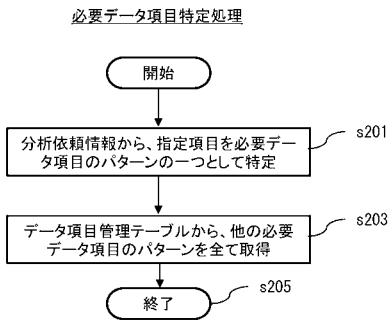 必要データ項目特定処理
開始
分析依頼情報から、指定項目を必要デー
タ項目のパターンの一つとして特定
s201
データ項目管理テーブルから、他の必要
データ項目のパターンを全て取得
s203
終了
s205